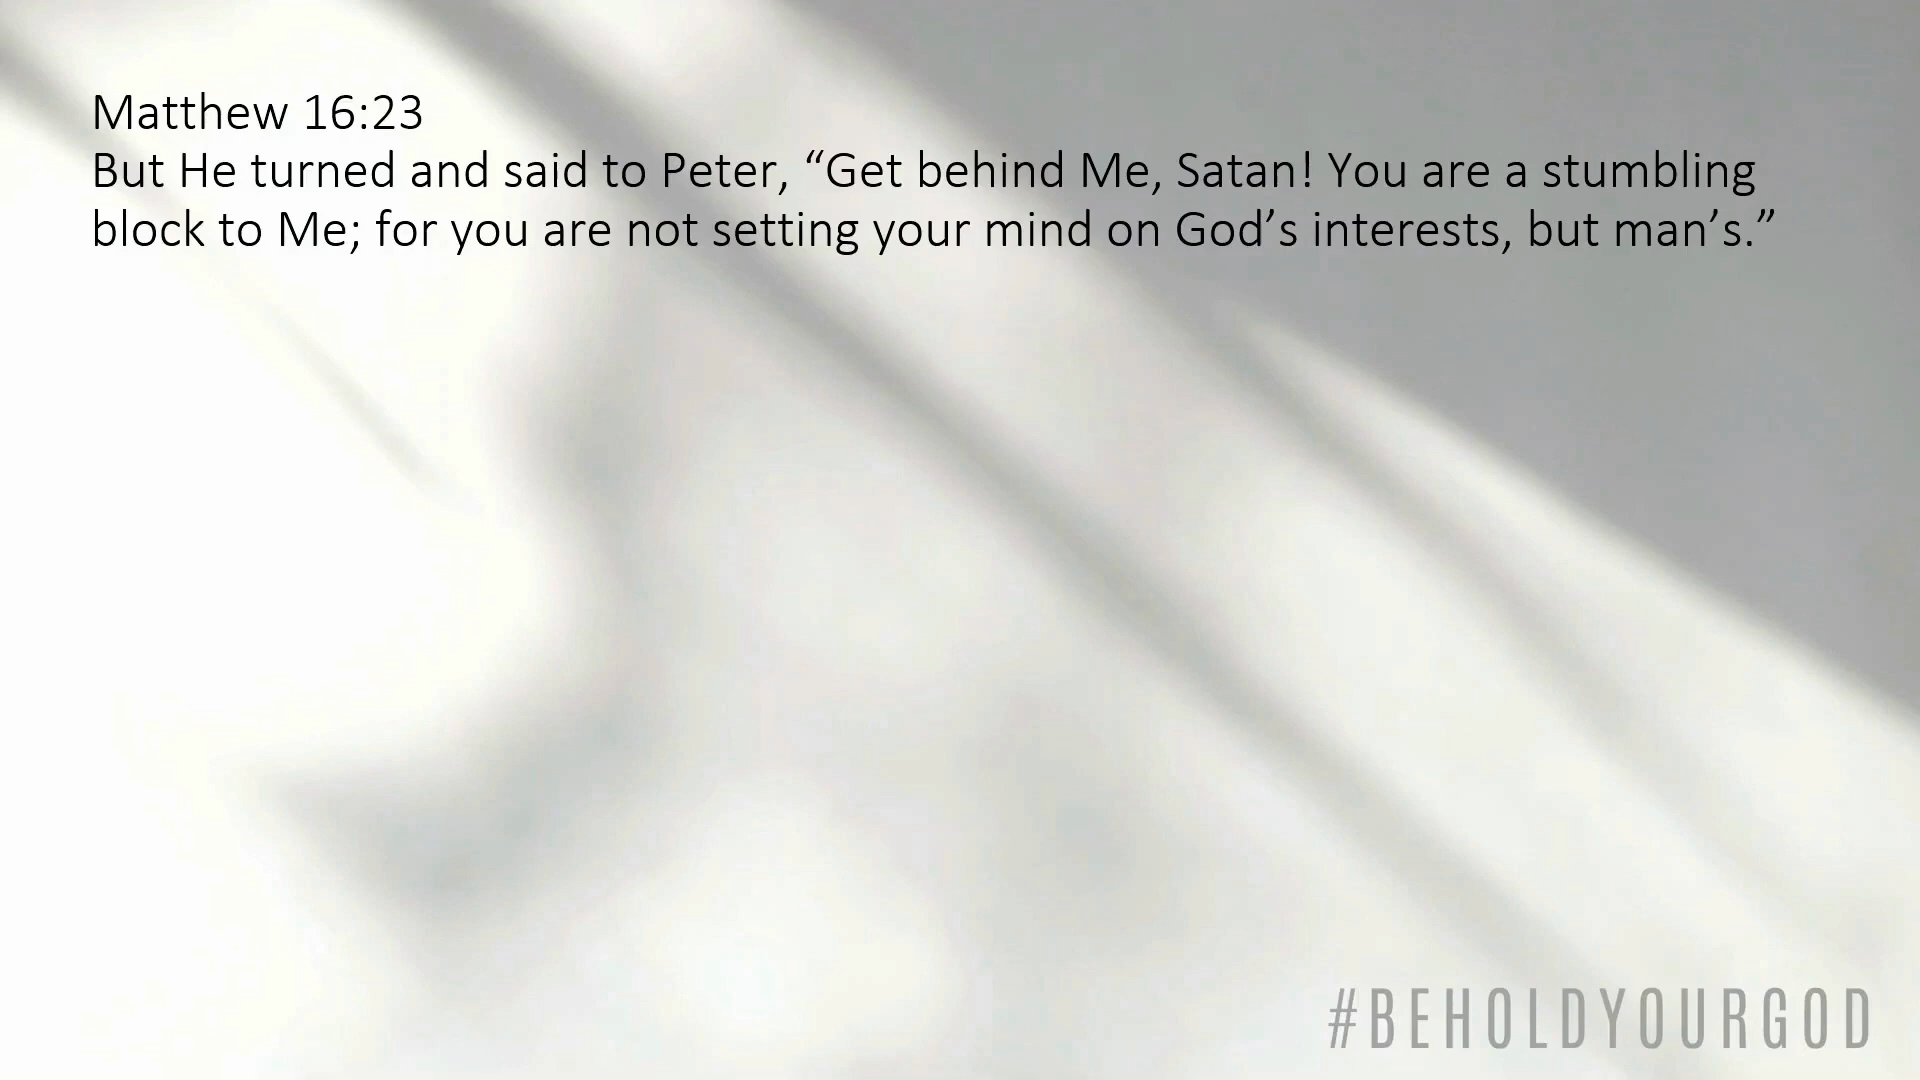 Matthew 16:23
But He turned and said to Peter, “Get behind Me, Satan! You are a stumbling
block to Me; for you are not setting your mind on God’s interests, but man’s.”
#BEHOLDYOURGOD